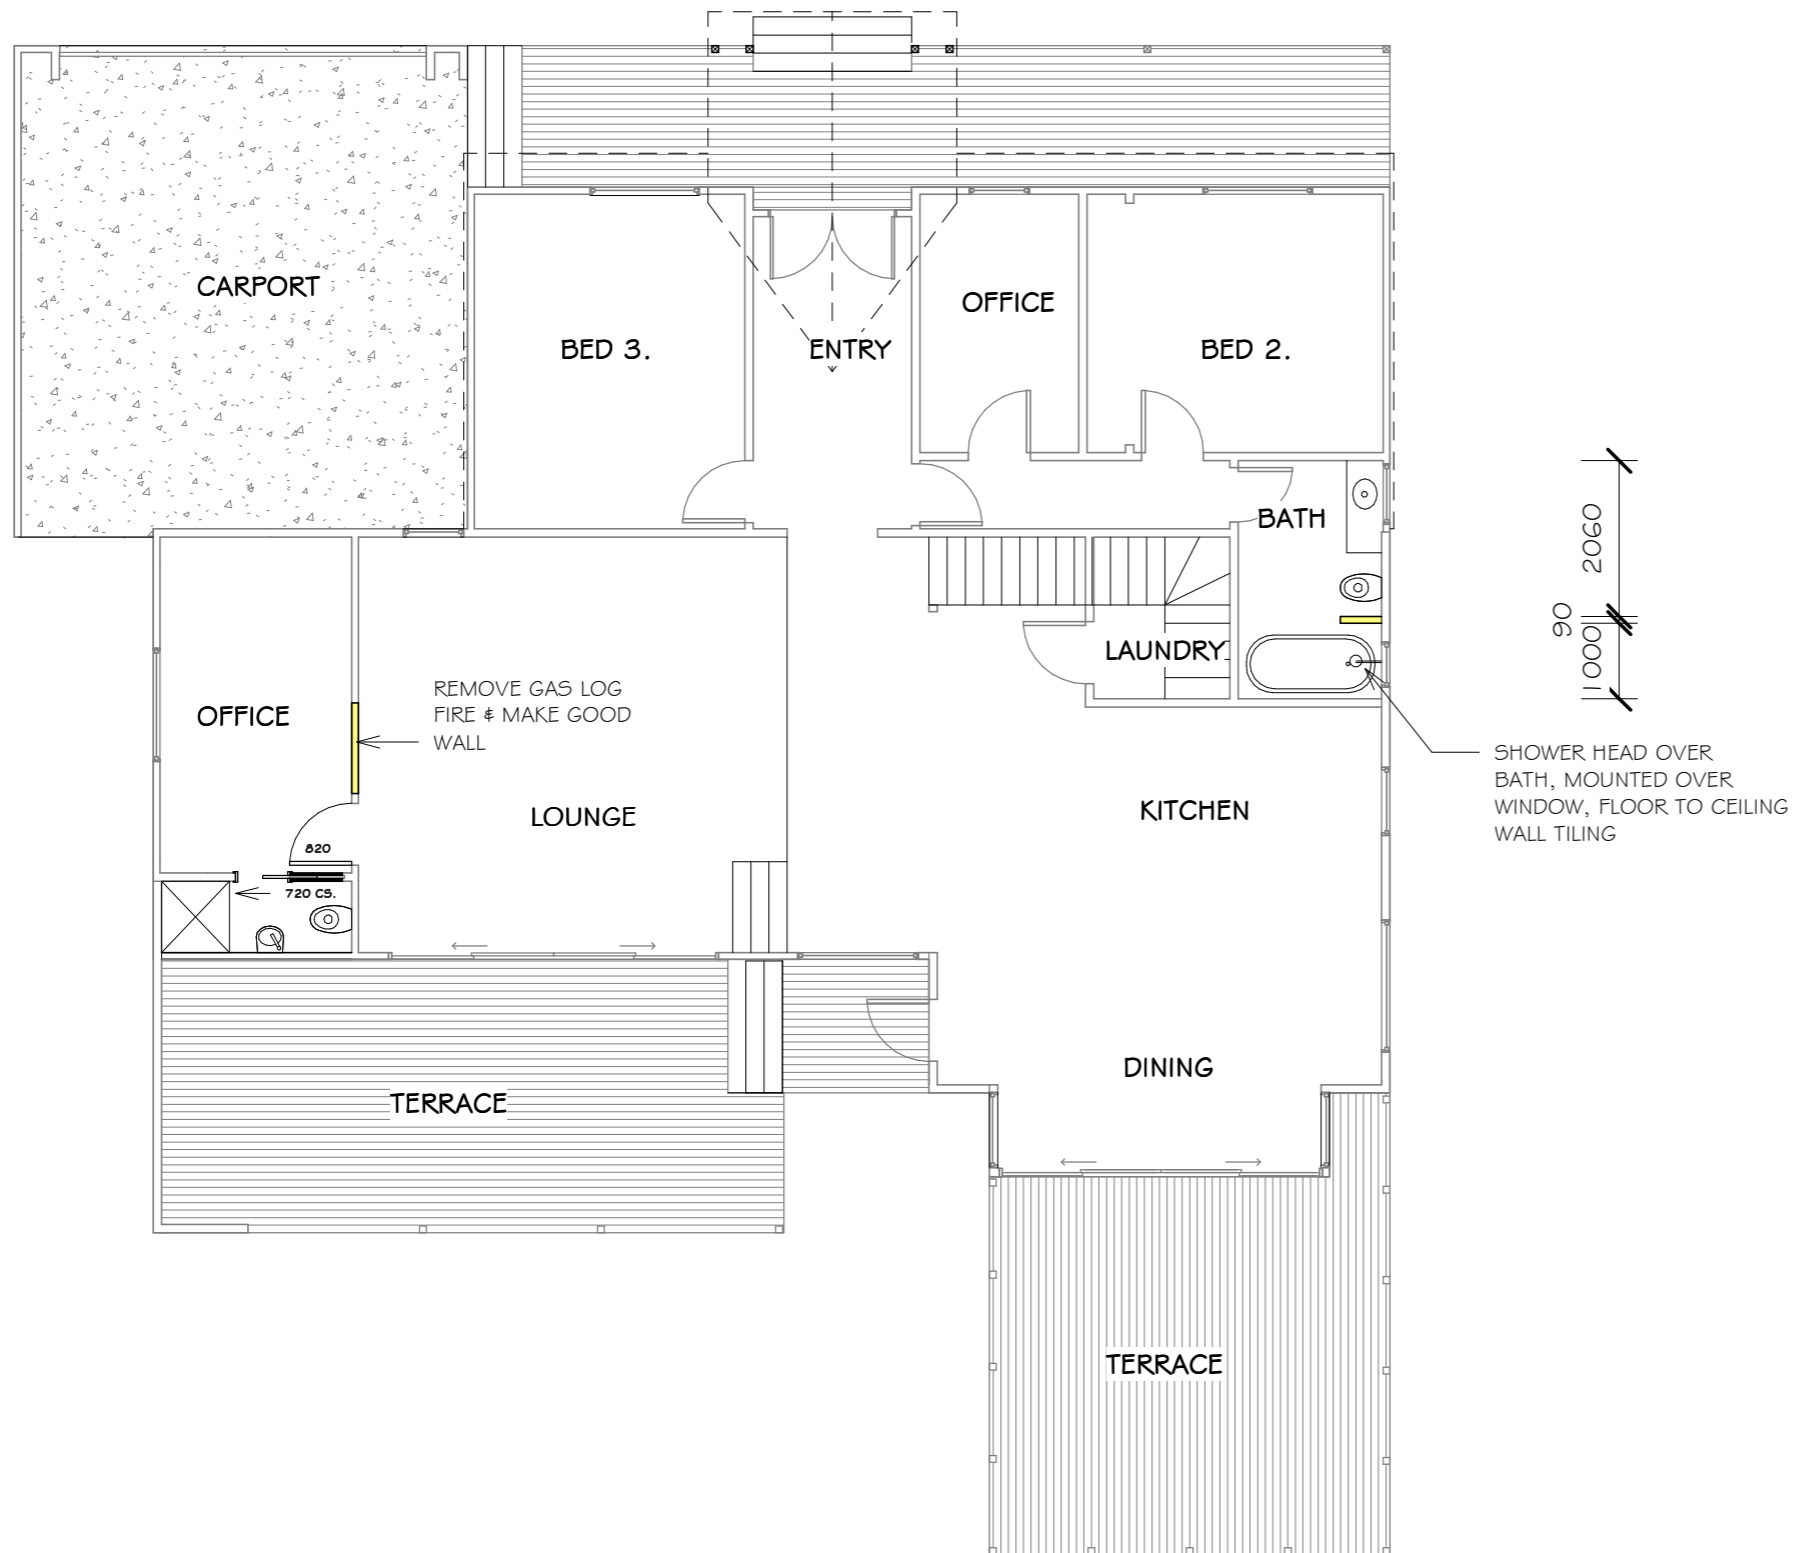 CARPORT
OFFICE
BED 3.
ENTRY
BED 2.
BATH
2060
90
1000
LAUNDRY
REMOVE GAS LOG
FIRE & MAKE GOOD
WALL
OFFICE
SHOWER HEAD OVER
BATH, MOUNTED OVER
WINDOW, FLOOR TO CEILING
WALL TILING
LOUNGE
KITCHEN
820
720 CS.
DINING
TERRACE
TERRACE